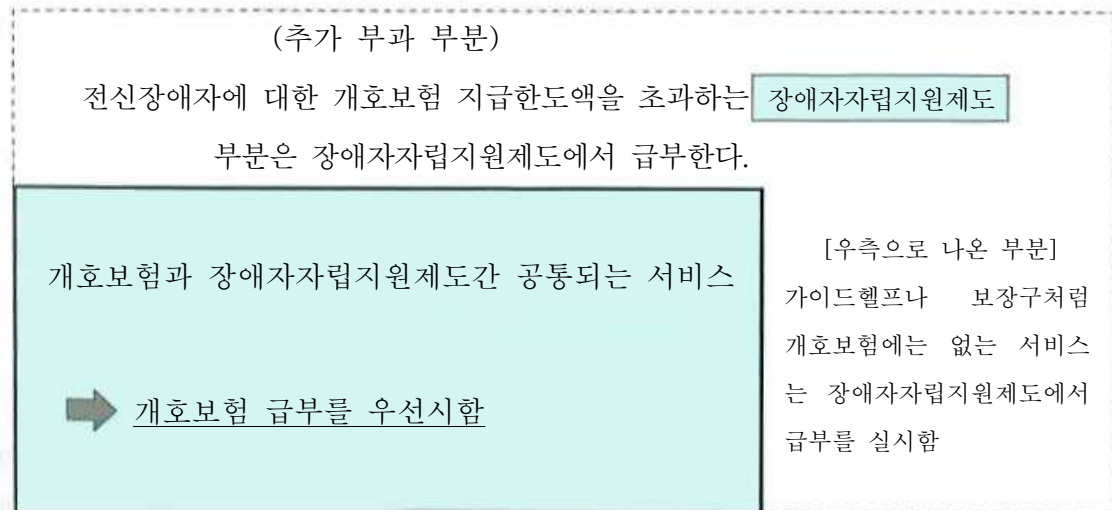 (추가 부과 부분)
전신장애자에 대한 개호보험 지급한도액을 초과하는
부분은 장애자자립지원제도에서 급부한다.
장애자자립지원제도
개호보험과 장애자자립지원제도간 공통되는 서비스
개호보험 급부를 우선시함
[우측으로 나온 부분]
가이드헬프나 보장구처럼
개호보험에는 없는 서비스
는 장애자자립지원제도에서
급부를 실시함